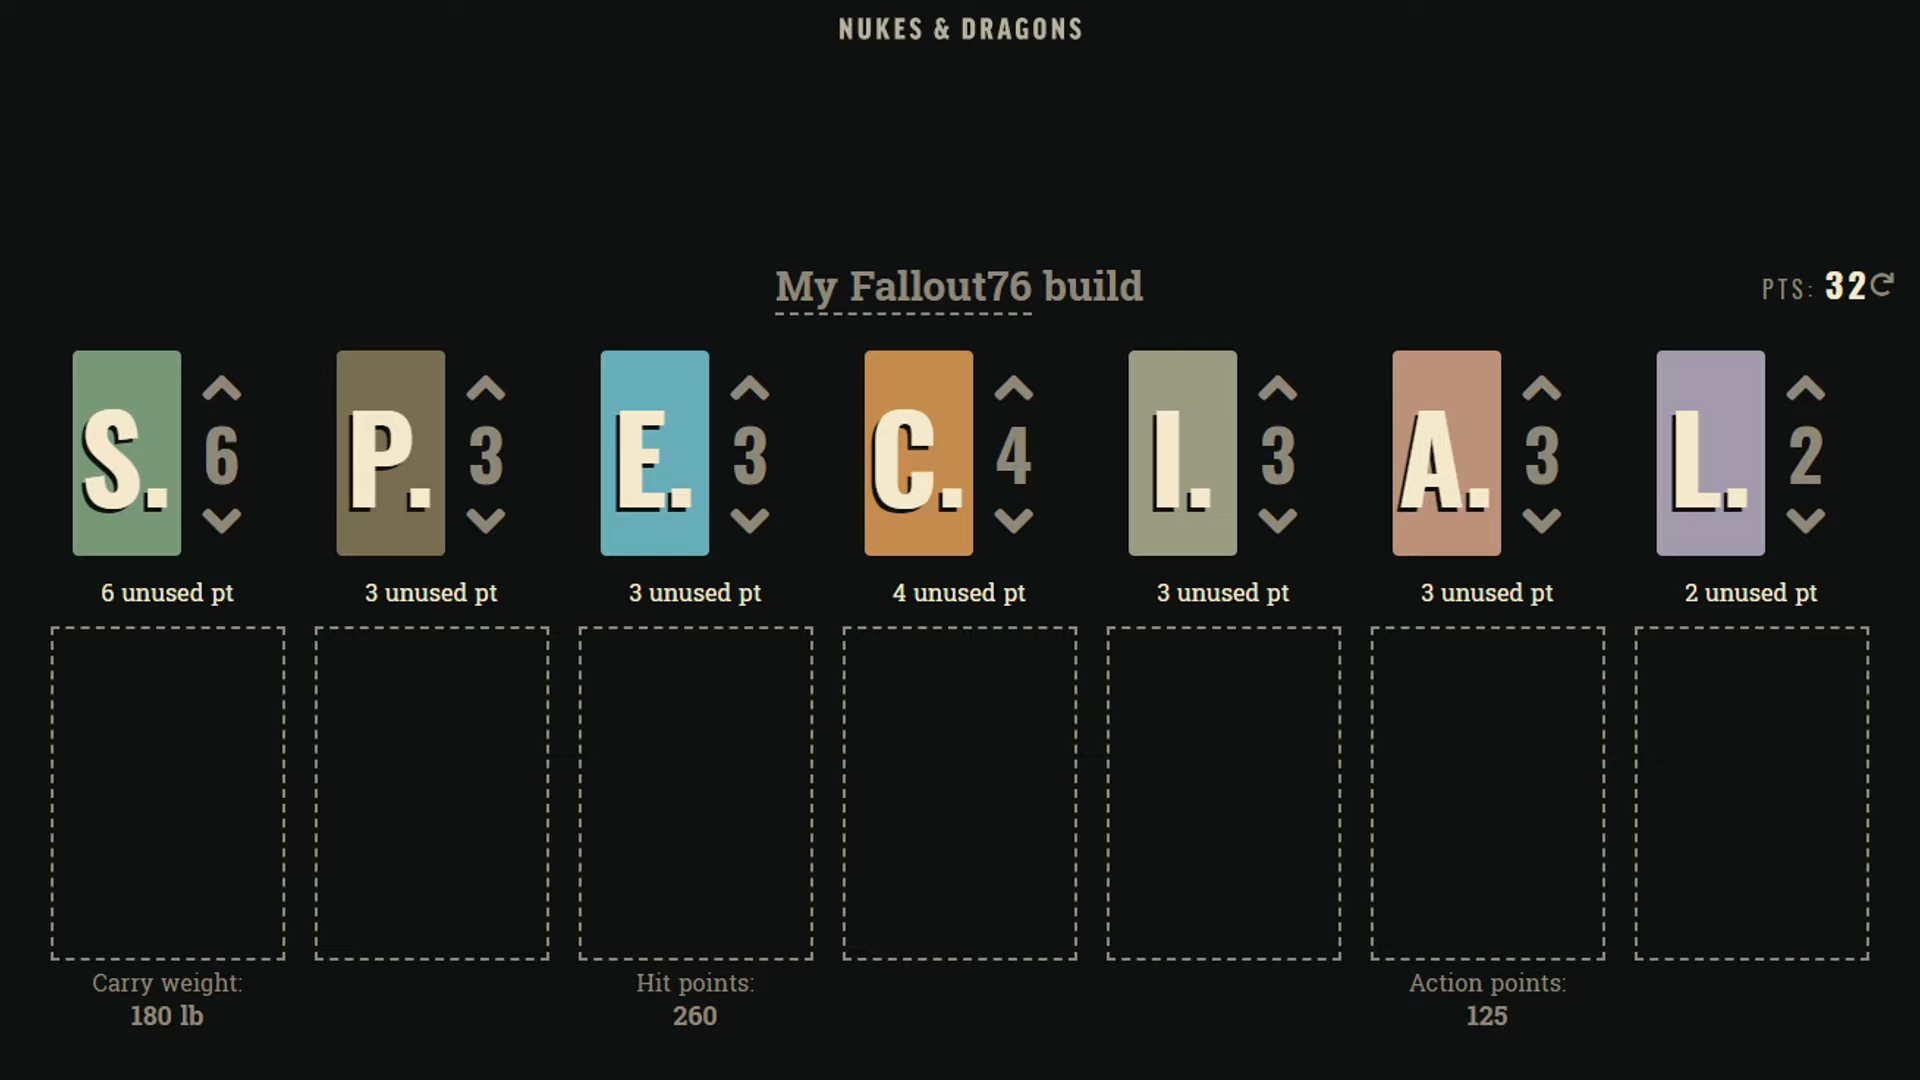 NUKES & DRAGONS
My Fallout76 build
PTS: 32
S. 6 P. 3 E. 3 C. 4 I. 3 A. 3 L. 2
6 unused pt 3 unused pt 3 unused pt 4 unused pt 3 unused pt 3 unused pt 2 unused pt
Carry weight: Hit points: Action points:
180 lb 260 125